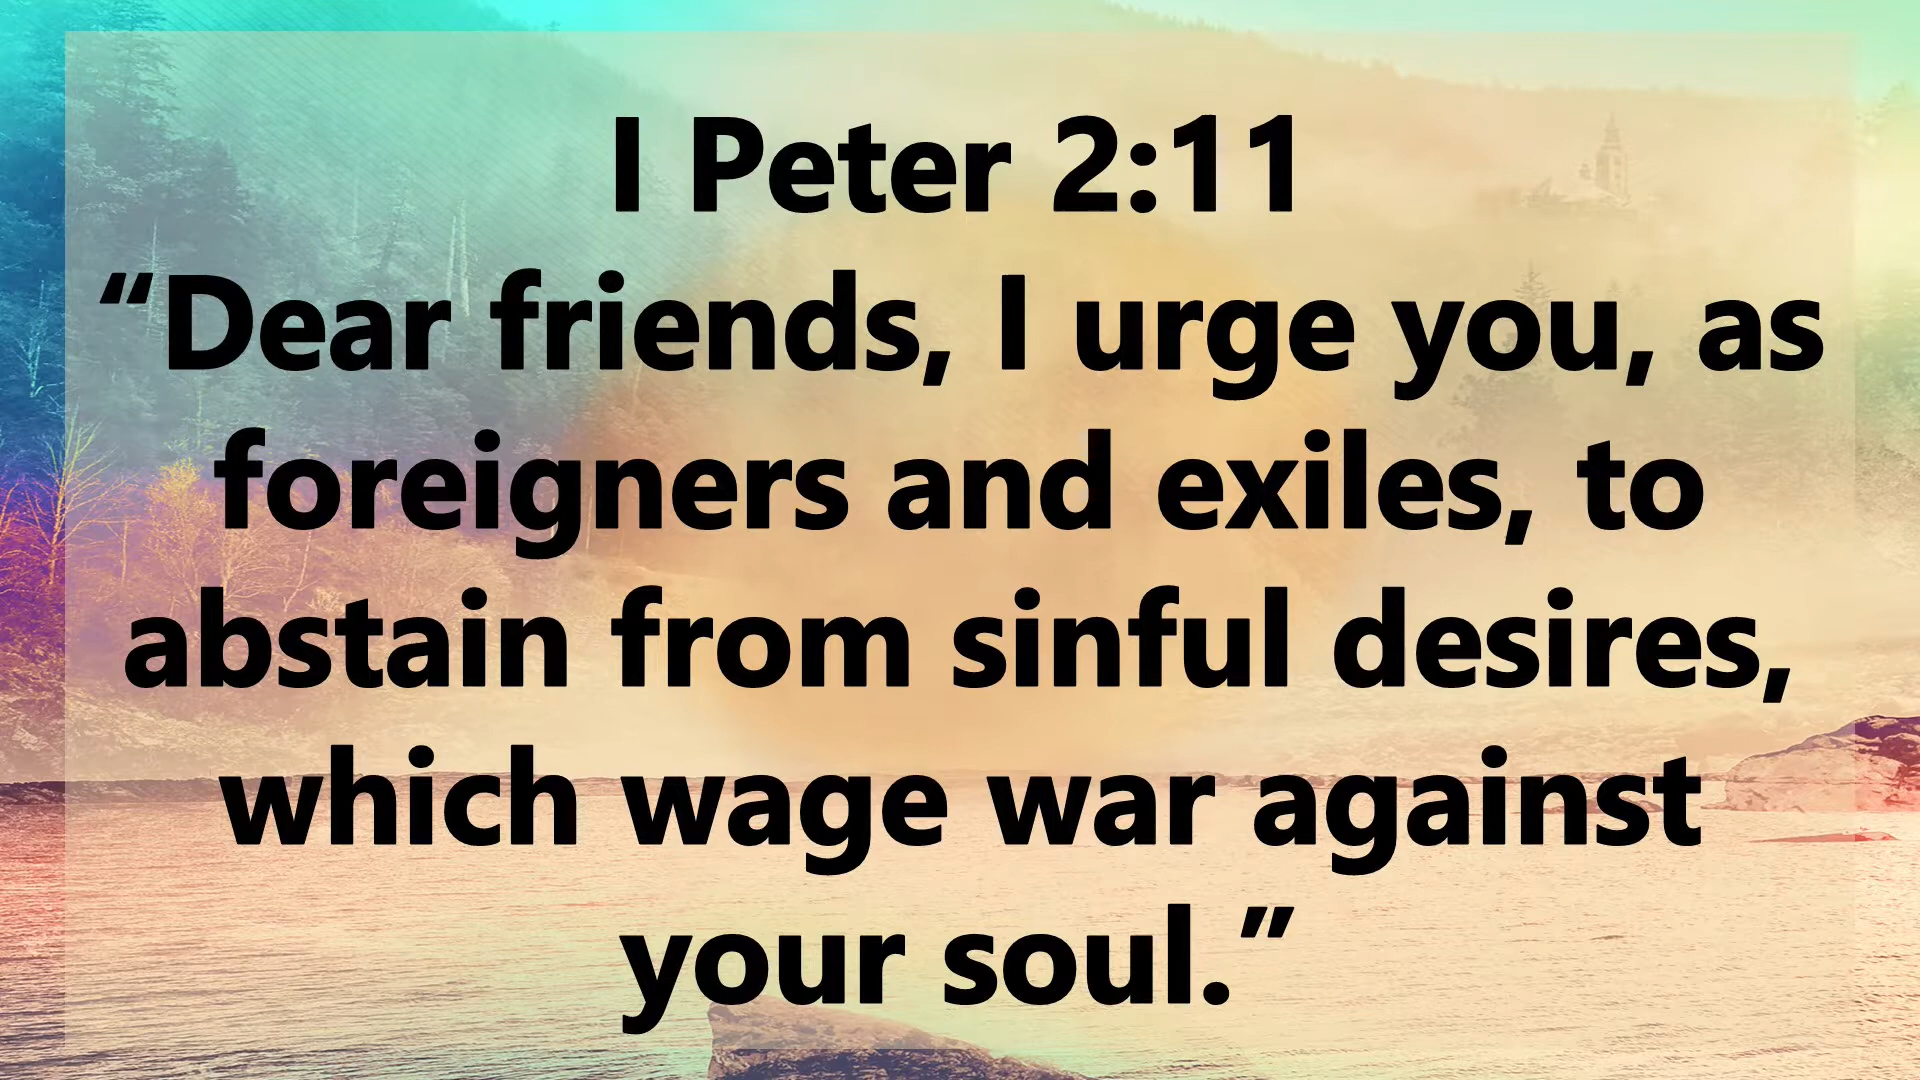 I Peter 2:11
“Dear friends, I urge you, as
foreigners and exiles, to
abstain from sinful desires,
which wage war against
your soul.”